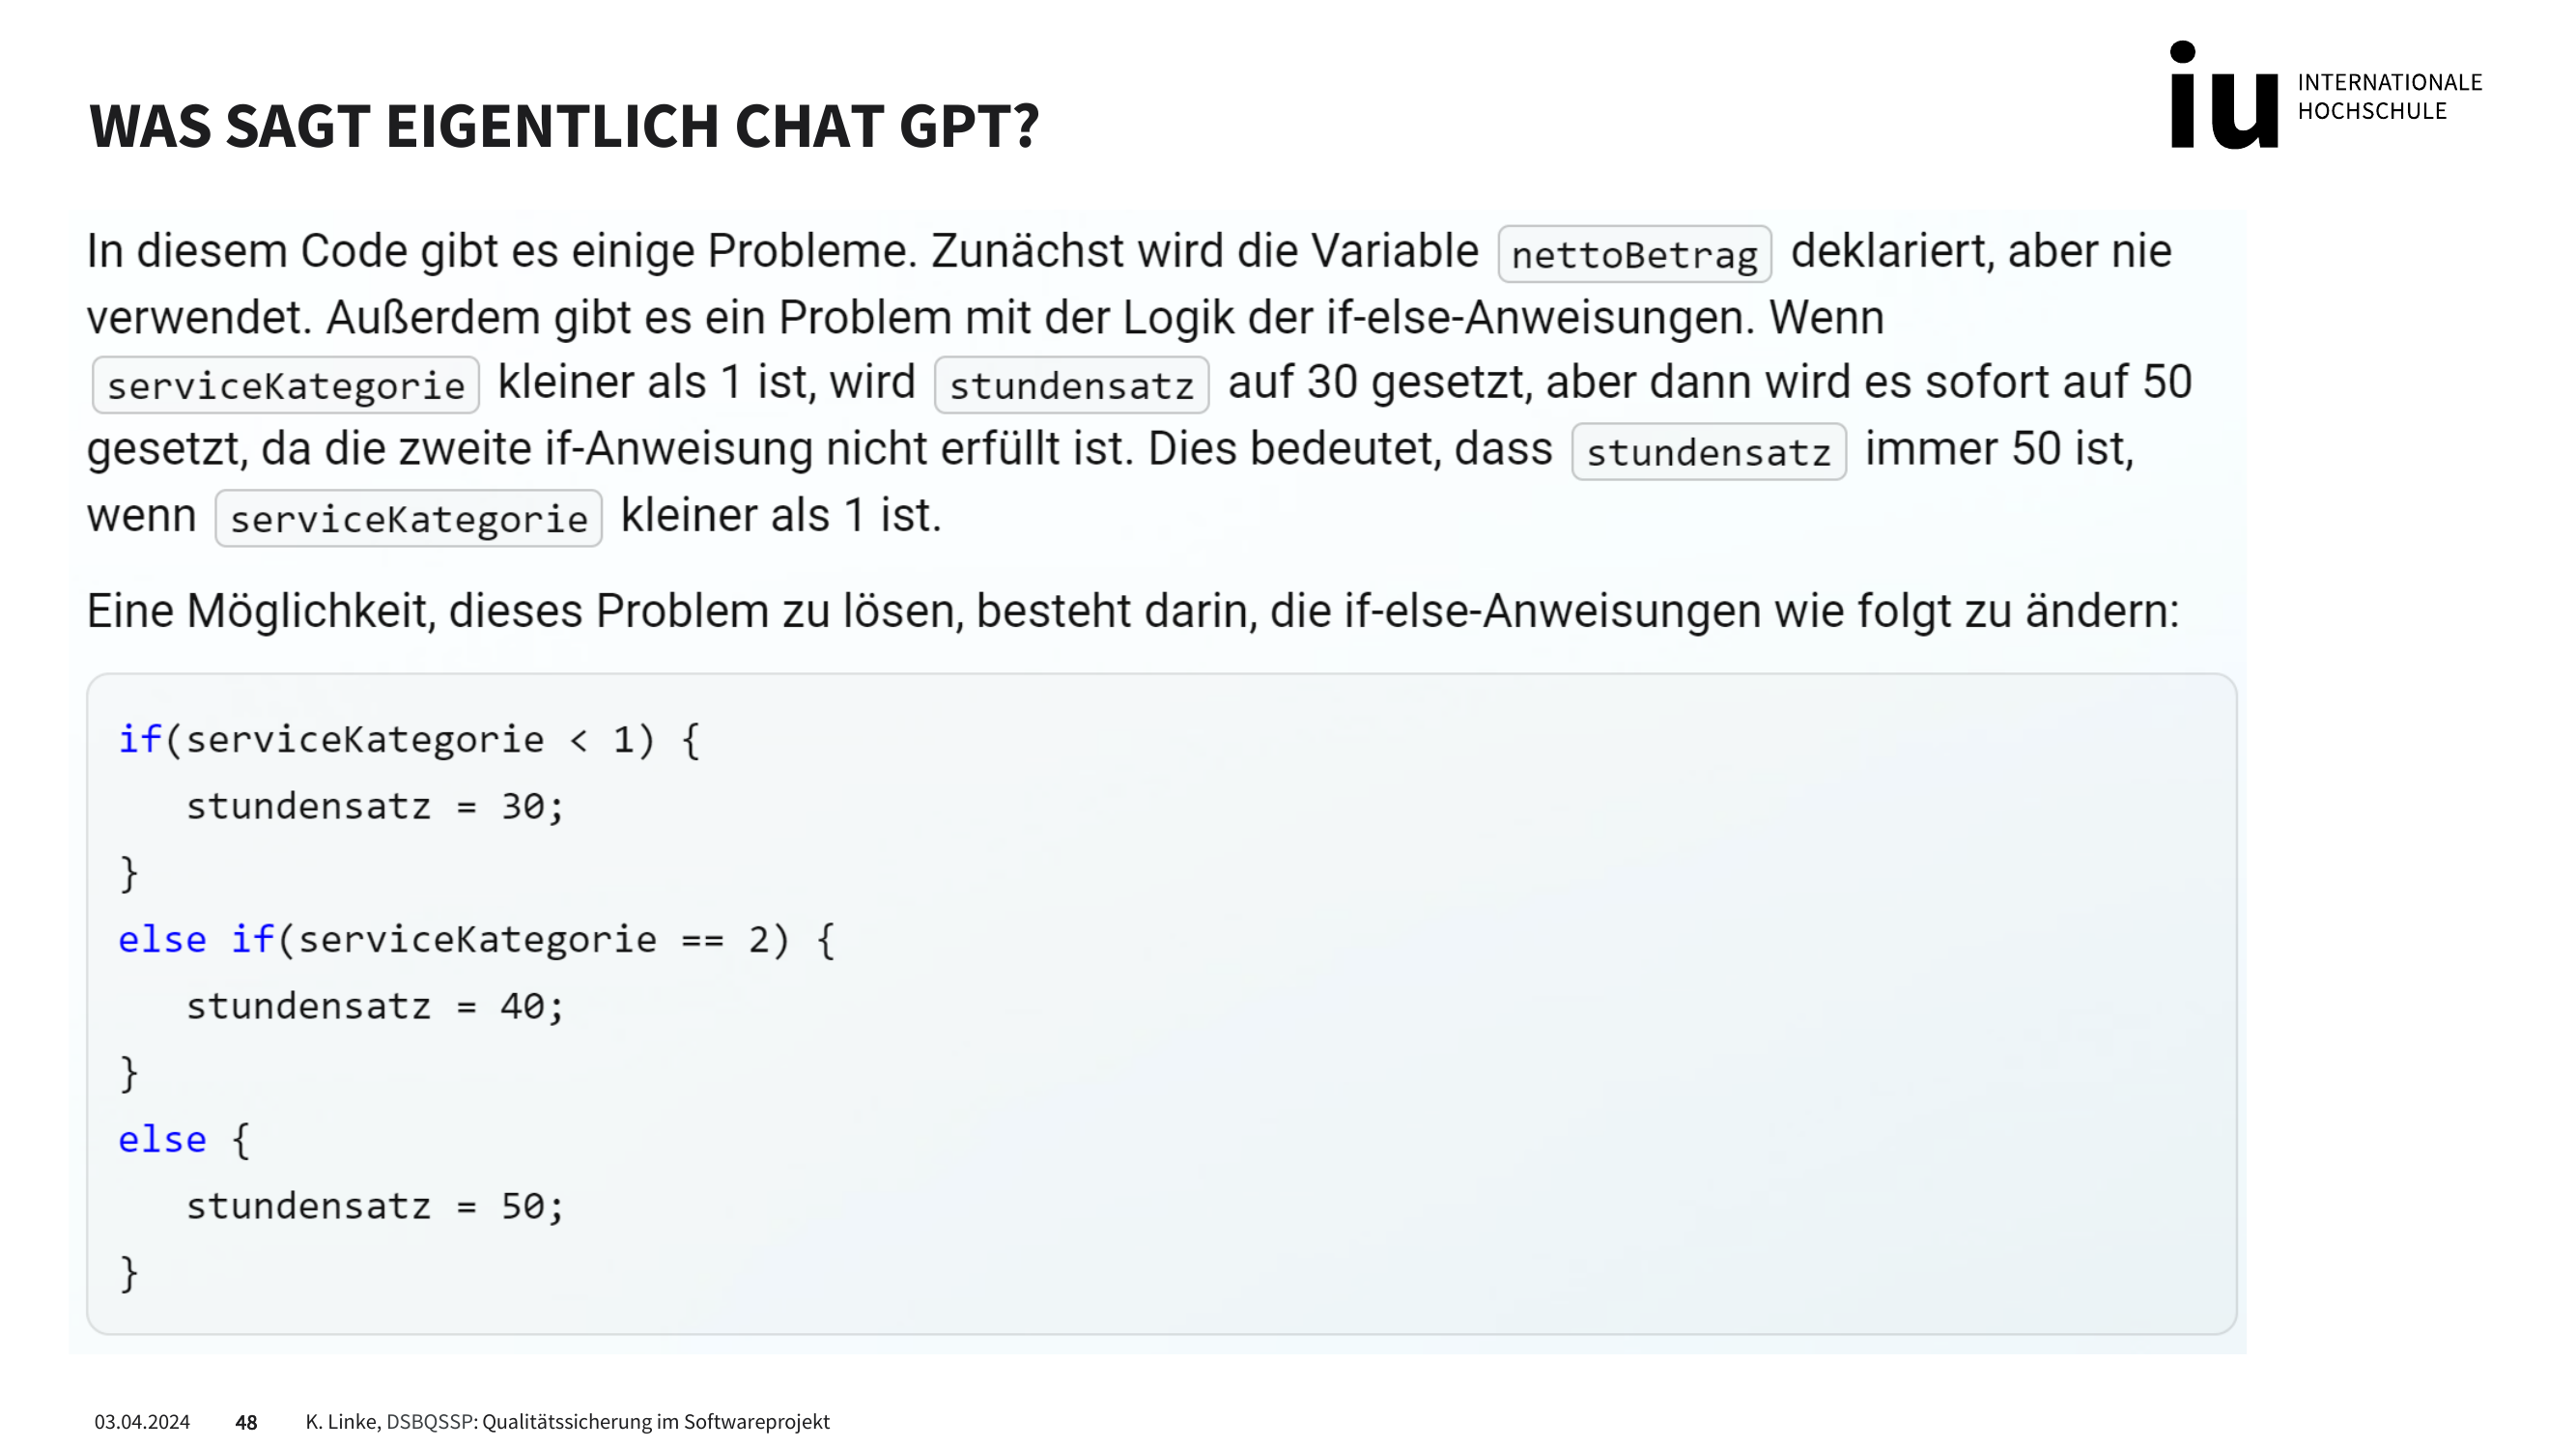 WAS SAGT EIGENTLICH CHAT GPT?
iu INTERNATIONALE
HOCHSCHULE
In diesem Code gibt es einige Probleme. Zunächst wird die Variable nettoBetrag deklariert, aber nie
verwendet. Außerdem gibt es ein Problem mit der Logik der if-else-Anweisungen. Wenn
serviceKategorie kleiner als 1 ist, wird stundensatz auf 30 gesetzt, aber dann wird es sofort auf 50
gesetzt, da die zweite if-Anweisung nicht erfüllt ist. Dies bedeutet, dass stundensatz immer 50 ist,
wenn serviceKategorie kleiner als 1 ist.
Eine Möglichkeit, dieses Problem zu lösen, besteht darin, die if-else-Anweisungen wie folgt zu ändern:
if(serviceKategorie < 1) {
   stundensatz = 30;
}
else if(serviceKategorie == 2) {
   stundensatz = 40;
}
else {
   stundensatz = 50;
}
03.04.2024 48 K. Linke, DSBQSSP: Qualitätssicherung im Softwareprojekt